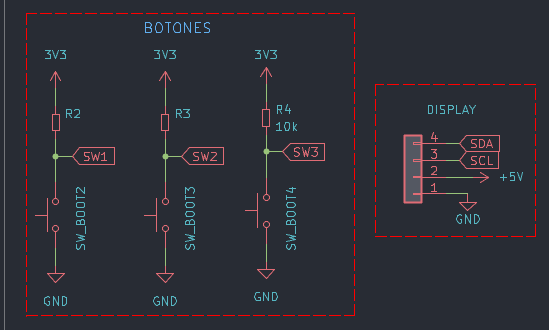 BOTONES
3V3
3V3
3V3
R2
R3
R4
10k
SW1
SW2
SW3
SW_BOOT2
SW_BOOT3
SW_BOOT4
GND
GND
GND
DISPLAY
4
SDA
3
SCL
2
+5V
1
GND